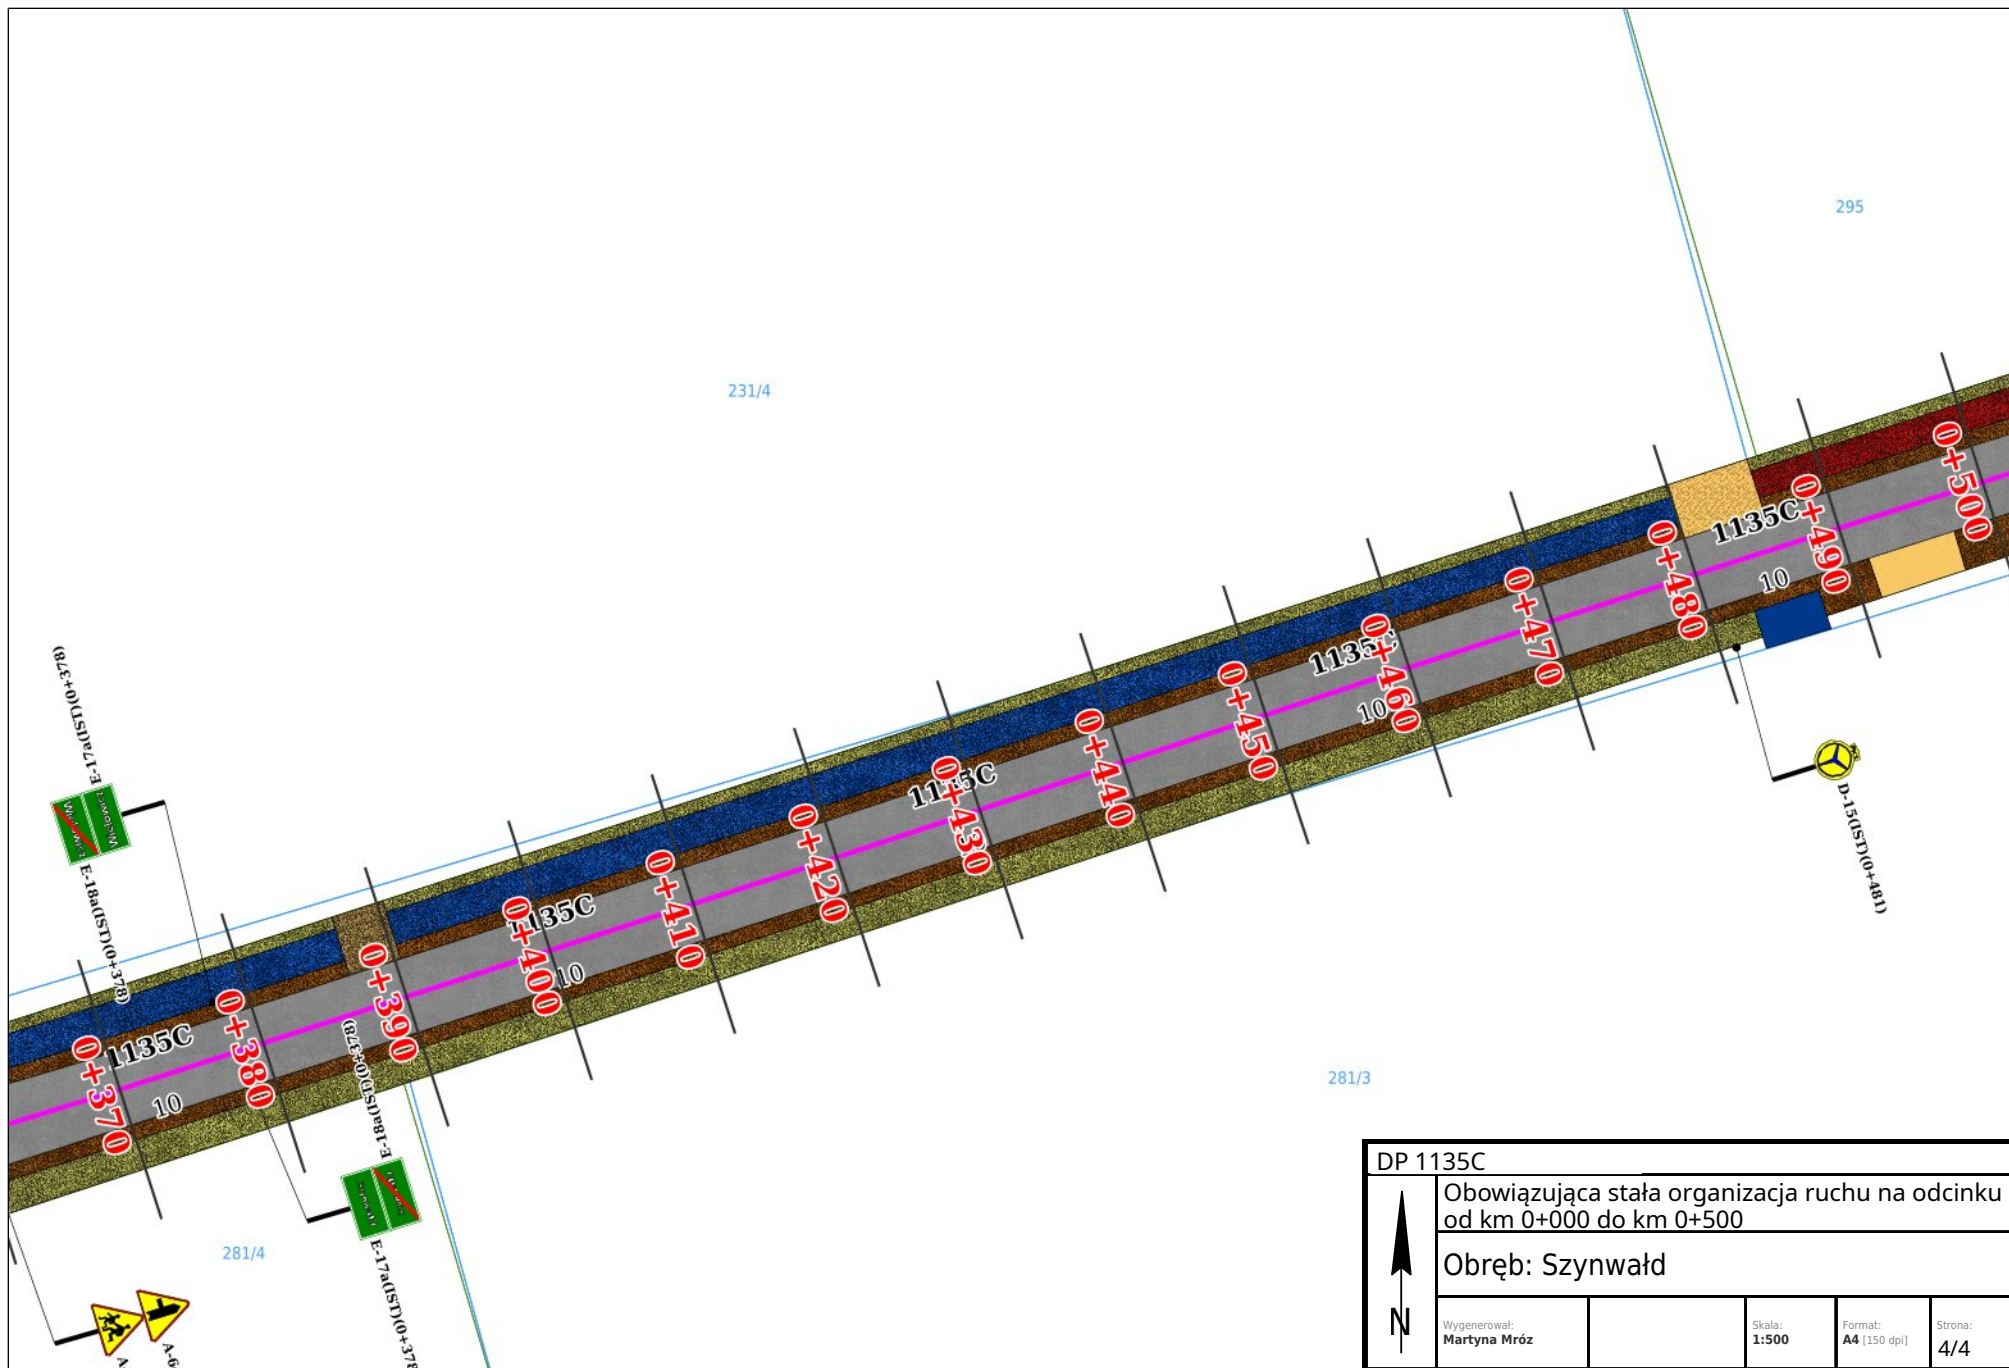 295
231/4
0+500
0+490
1135C
10
0+480
0+470
0+460
1135C
10
0+450
0+440
0+430
1135C
0+420
0+410
0+400
1135C
10
0+390
0+380
0+370
1135C
10
E-17a(IST)(0+378)
E-18a(IST)(0+378)
E-18a(IST)(0+378)
E-17a(IST)(0+378
D-15(IST)(0+481)
281/3
281/4
A-6
A
DP 1135C
Obowiązująca stała organizacja ruchu na odcinku
od km 0+000 do km 0+500
Obręb: Szynwałd
N
Wygenerował:
Martyna Mróz
Skala:
1:500
Format:
A4 [150 dpi]
Strona:
4/4